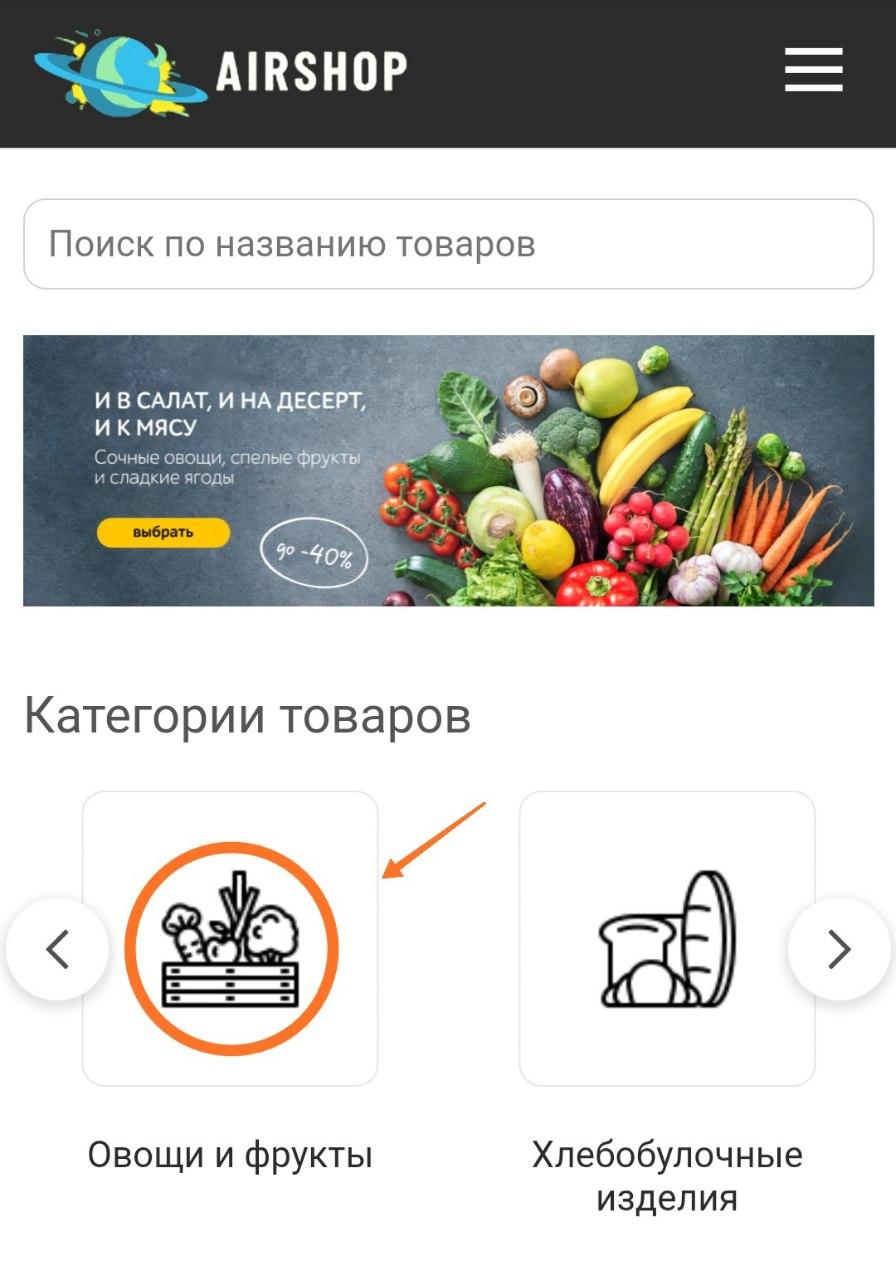 AIRSHOP
Поиск по названию товаров
И В САЛАТ, И НА ДЕСЕРТ,
И К МЯСУ
Сочные овощи, спелые фрукты
и сладкие ягоды
выбрать
до -40%
Категории товаров
Овощи и фрукты
Хлебобулочные
изделия